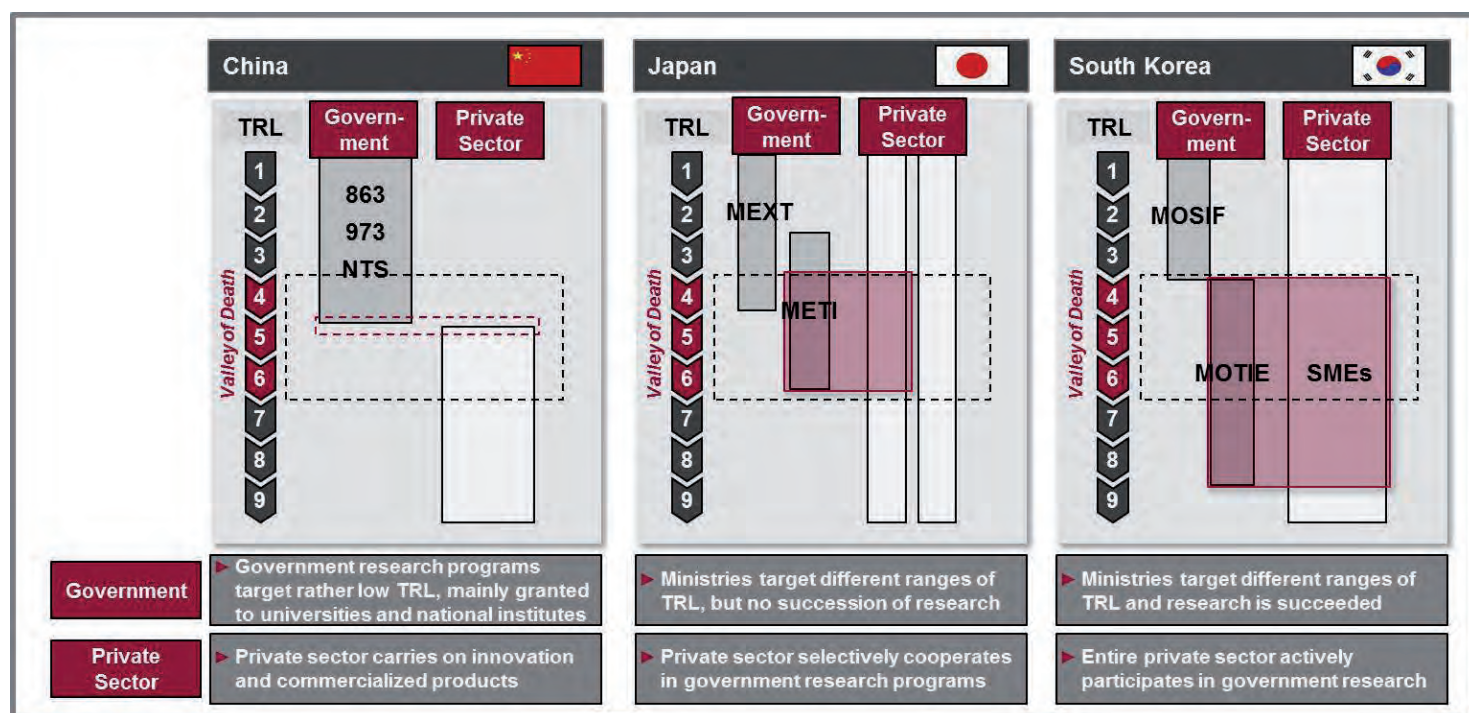 China
TRL
Govern-
ment
Private
Sector
1
2
3
4
5
6
7
8
9
863
973
NTS
Valley of Death
Japan
TRL
Govern-
ment
Private
Sector
1
2
3
4
5
6
7
8
9
MEXT
METI
Valley of Death
South Korea
TRL
Govern-
ment
Private
Sector
1
2
3
4
5
6
7
8
9
MOSIF
MOTIE
SMEs
Valley of Death
Government
Government research programs
target rather low TRL, mainly granted
to universities and national institutes
Ministries target different ranges of
TRL, but no succession of research
Ministries target different ranges of
TRL and research is succeeded
Private
Sector
Private sector carries on innovation
and commercialized products
Private sector selectively cooperates
in government research programs
Entire private sector actively
participates in government research